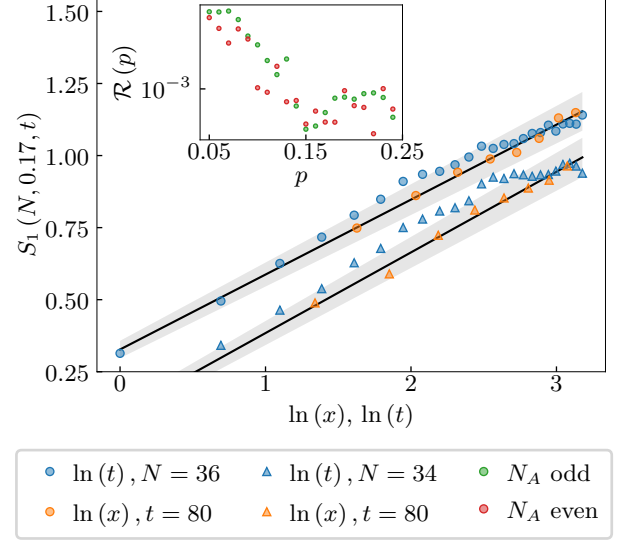 1.50
1.25
1.00
0.75
0.50
0.25
S₁ (N, 0.17, t)
0 1 2 3
ln (x), ln (t)
ℛ (p)
10⁻³
0.05 0.15 0.25
p
ln (t) , N = 36
ln (t) , N = 34
N_A odd
ln (x) , t = 80
ln (x) , t = 80
N_A even